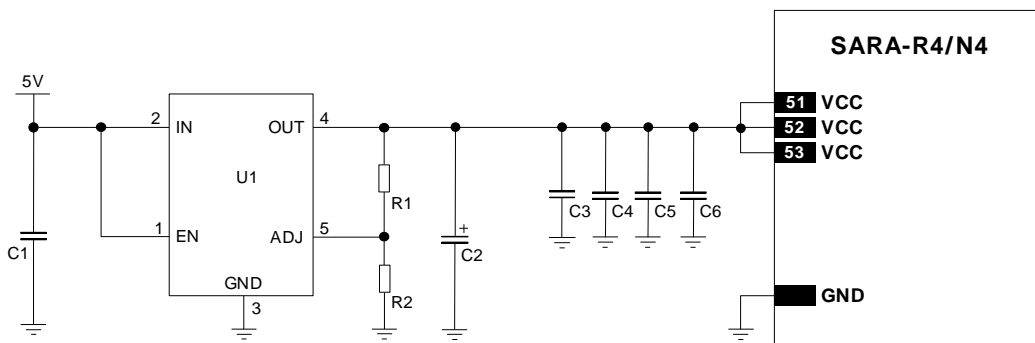 SARA-R4/N4
5V
51 VCC
2 IN OUT 4
52 VCC
53 VCC
U1
R1
C3 C4 C5 C6
1 EN ADJ 5
C1
+
C2
GND
R2
3
GND